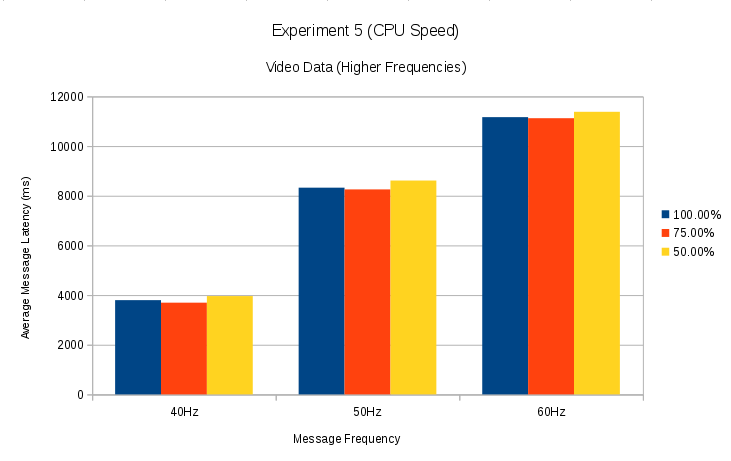 Experiment 5 (CPU Speed)
Video Data (Higher Frequencies)
Average Message Latency (ms)
12000
10000
8000
6000
4000
2000
0
40Hz
50Hz
60Hz
Message Frequency
100.00%
75.00%
50.00%